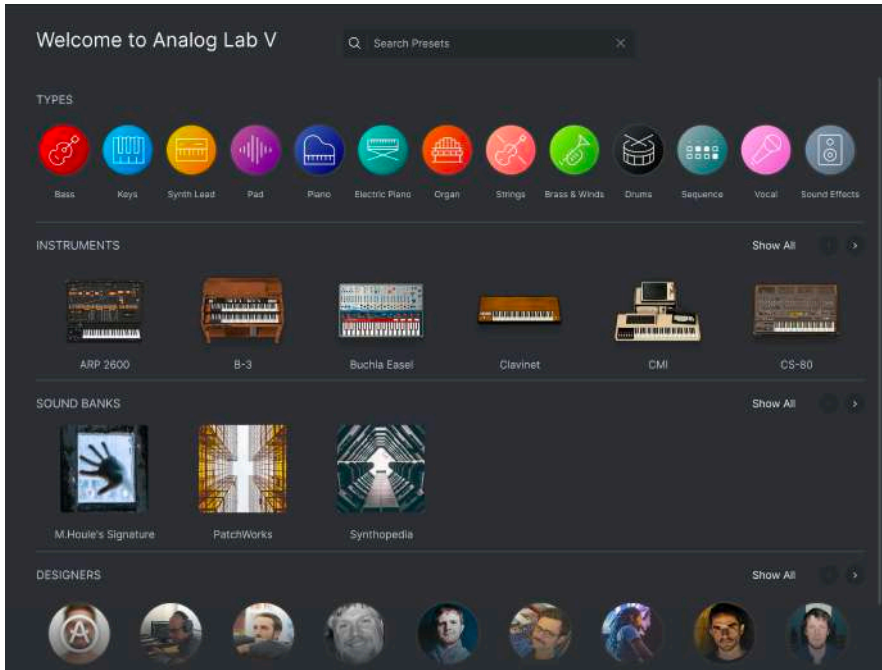 Welcome to Analog Lab V
Search Presets
TYPES
Bass
Keys
Synth Lead
Pad
Piano
Electric Piano
Organ
Strings
Brass & Winds
Drums
Sequence
Vocal
Sound Effects
INSTRUMENTS
Show All
ARP 2600
B-3
Buchla Easel
Clavinet
CMI
CS-80
SOUND BANKS
Show All
M.Houle's Signature
PatchWorks
Synthopedia
DESIGNERS
Show All